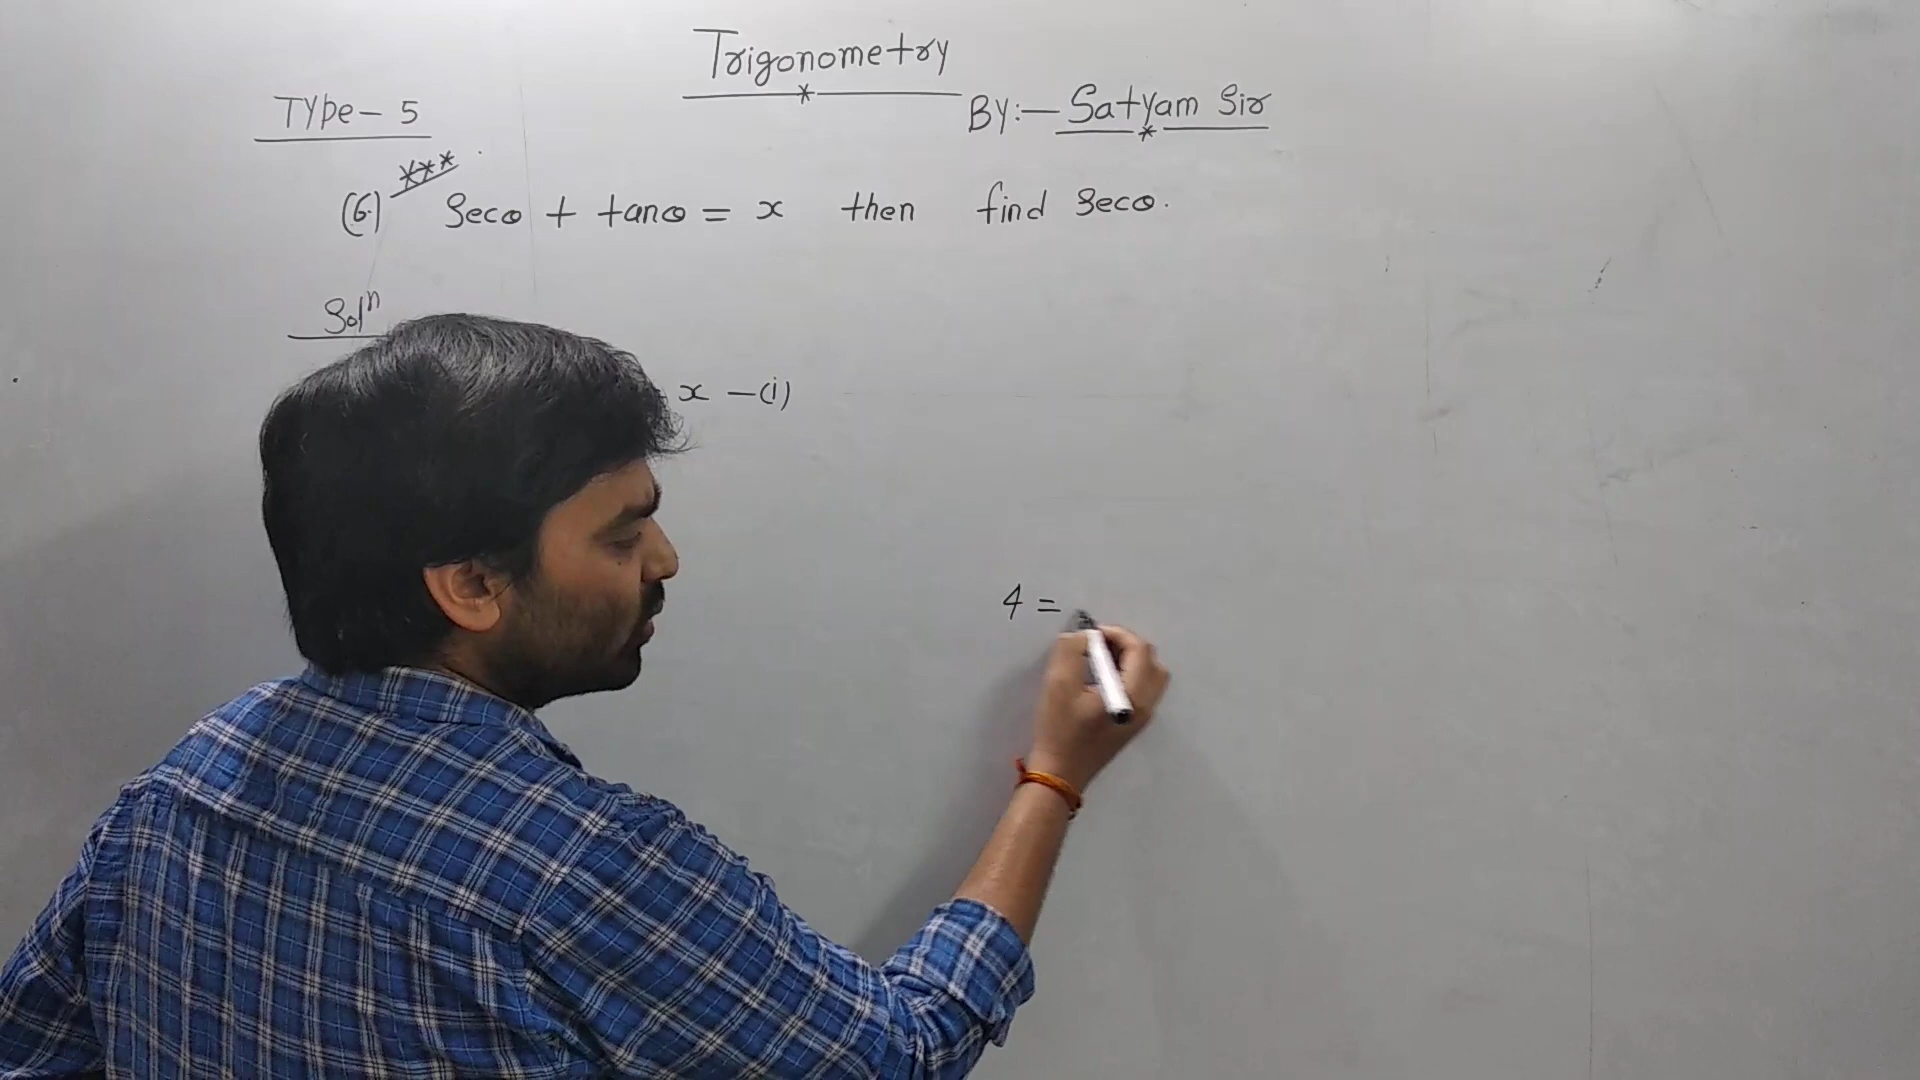 Trigonometry
TYPE - 5
BY:- Satyam Sir
***
(6.) Secθ + tanθ = x then find Secθ.
Solⁿ
x - (i)
4 =